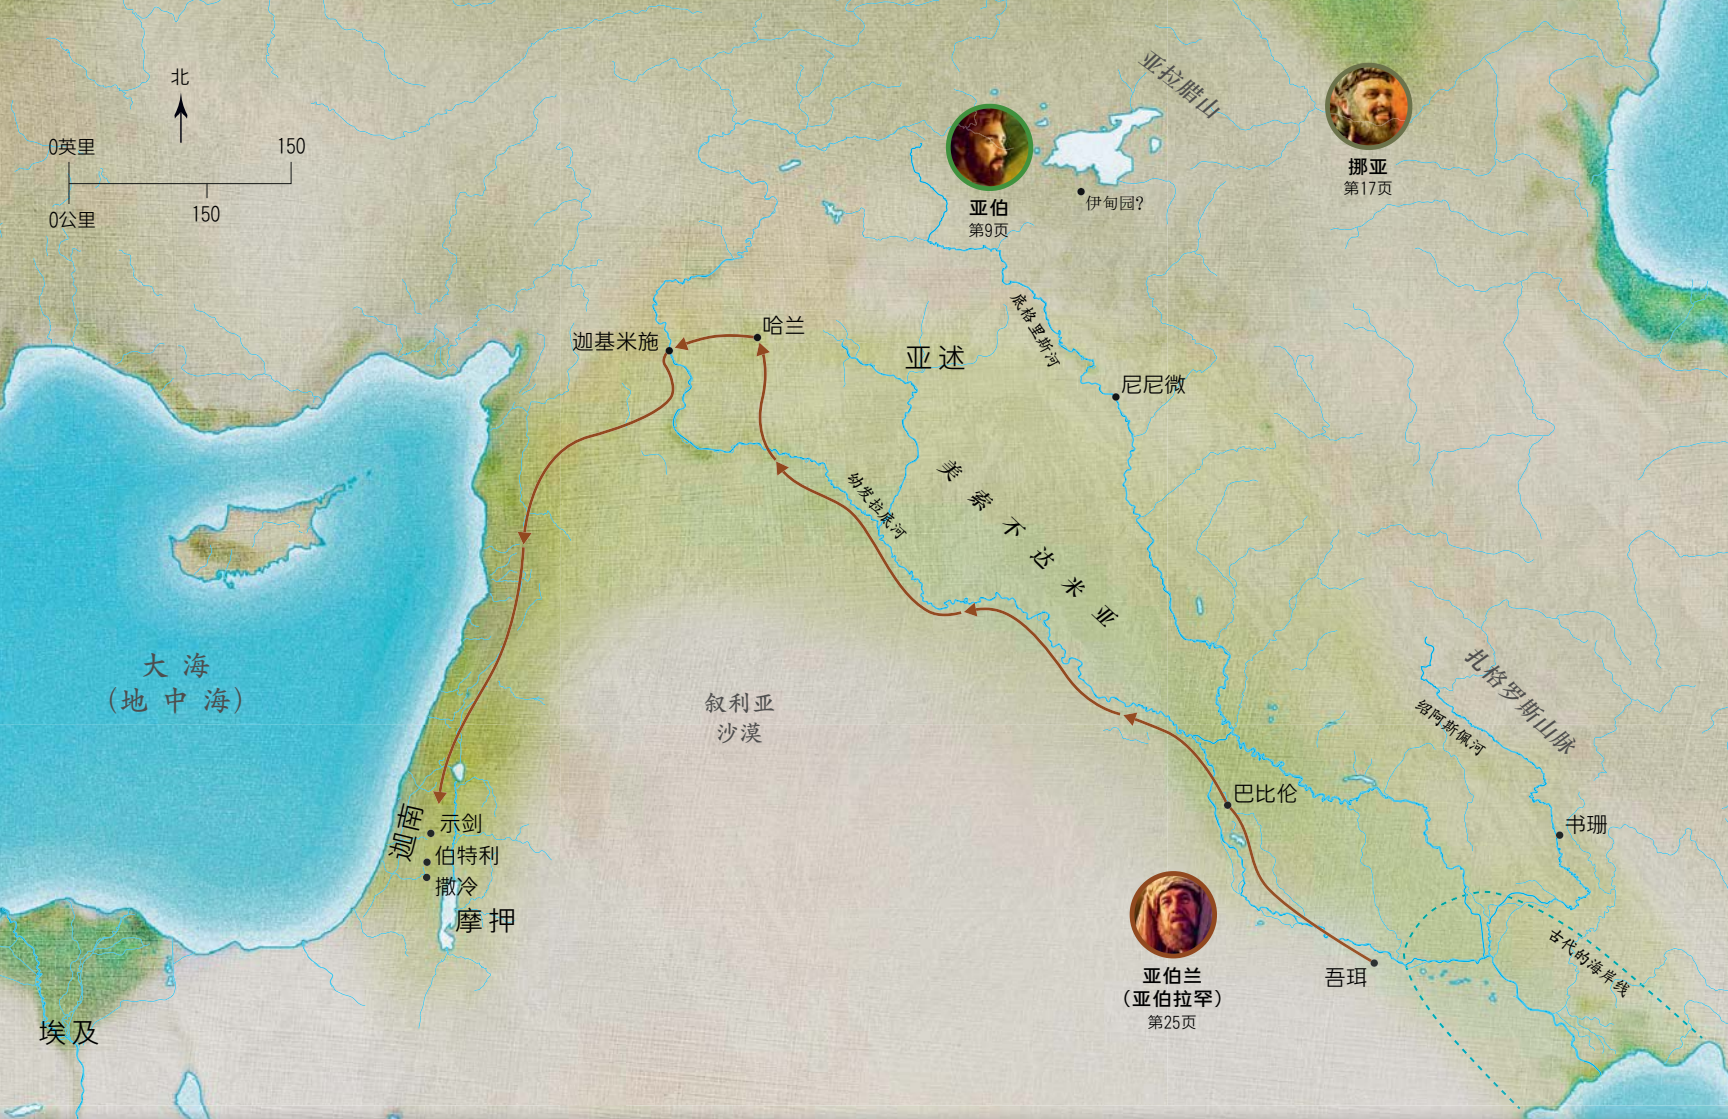 北
0英里
150
0公里
150
亚拉腊山
亚伯
第9页
伊甸园?
挪亚
第17页
底格里斯河
迦基米施
哈兰
亚述
尼尼微
美索不达米亚
幼发拉底河
大海
(地中海)
叙利亚
沙漠
扎格罗斯山脉
绍阿斯佩河
巴比伦
书珊
迦南
示剑
伯特利
撒冷
摩押
亚伯兰
(亚伯拉罕)
第25页
吾珥
古代的海岸线
埃及